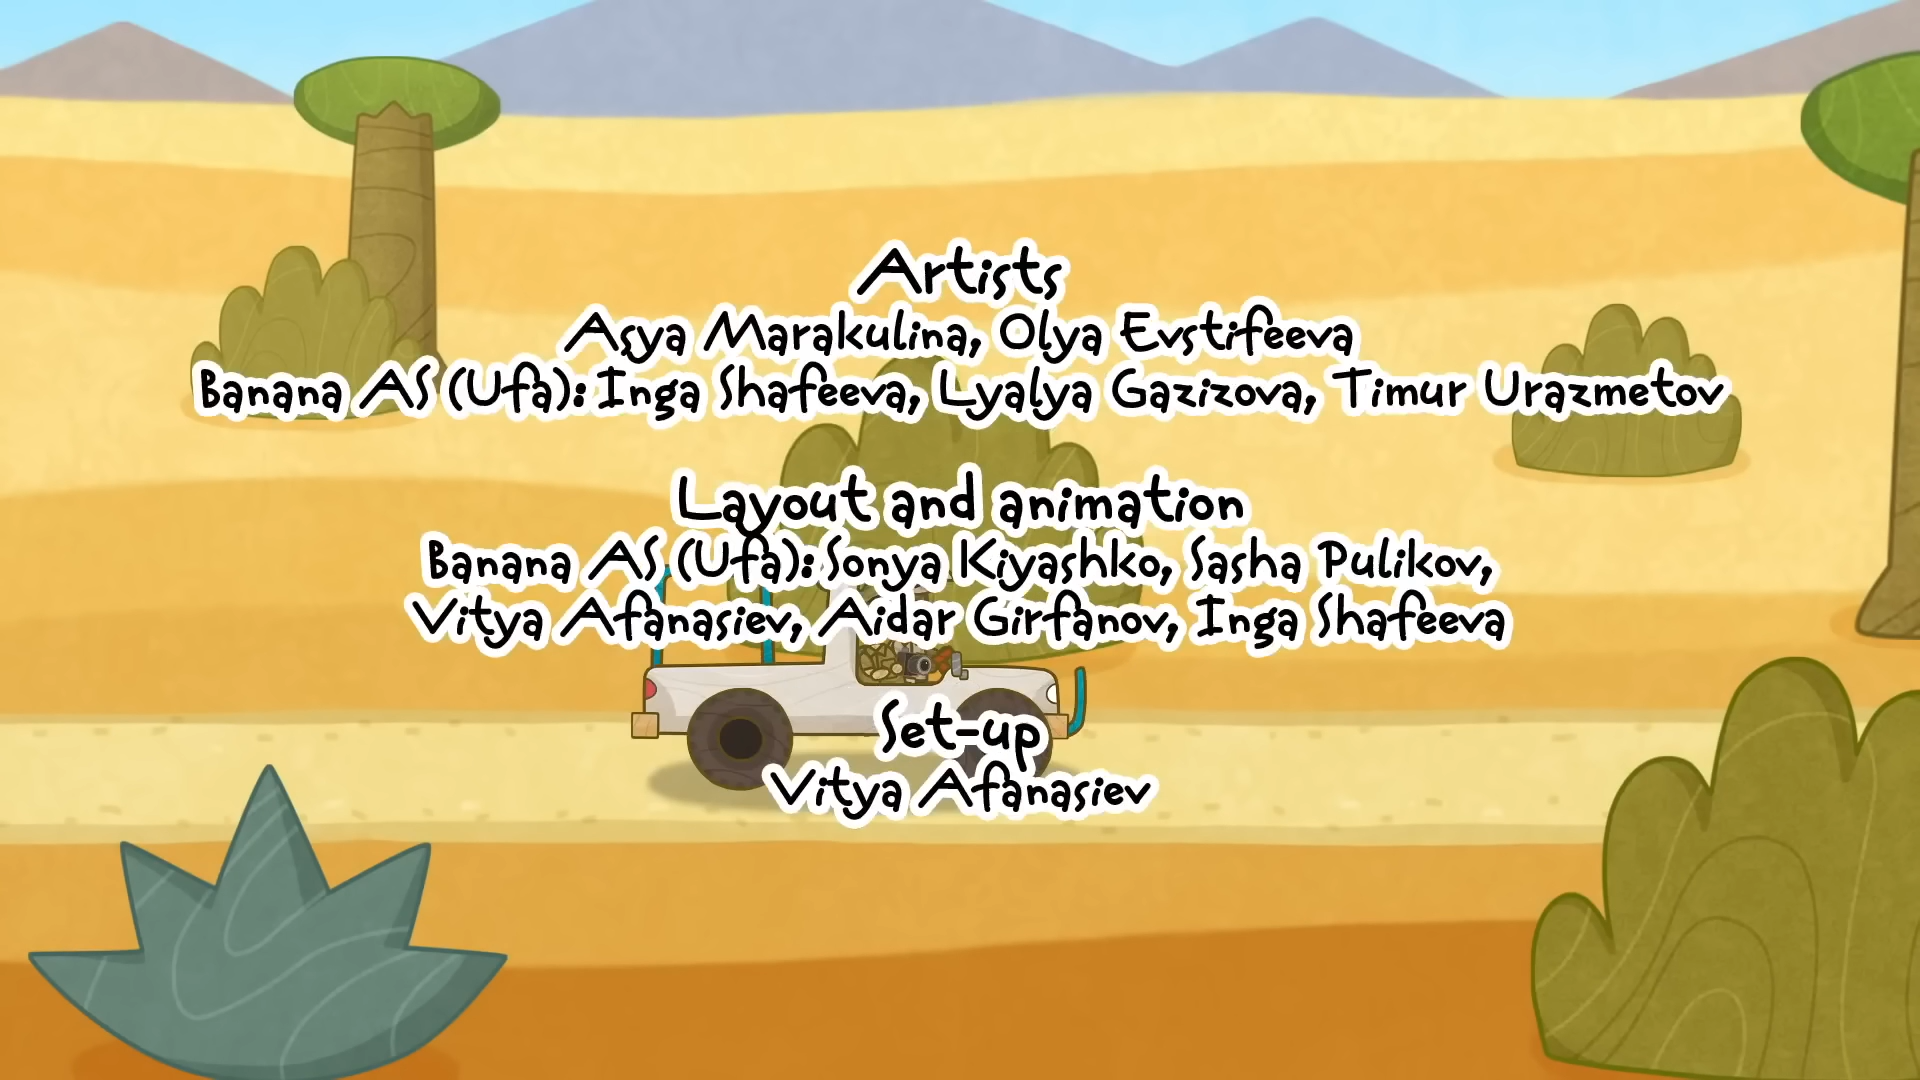 Artists
Asya Marakulina, Olya Evstifeeva
Banana AS (Ufa): Inga Shafeeva, Lyalya Gazizova, Timur Urazmetov
Layout and animation
Banana AS (Ufa): Sonya Kiyashko, Sasha Pulikov,
Vitya Afanasiev, Aidar Girfanov, Inga Shafeeva
Set-up
Vitya Afanasiev